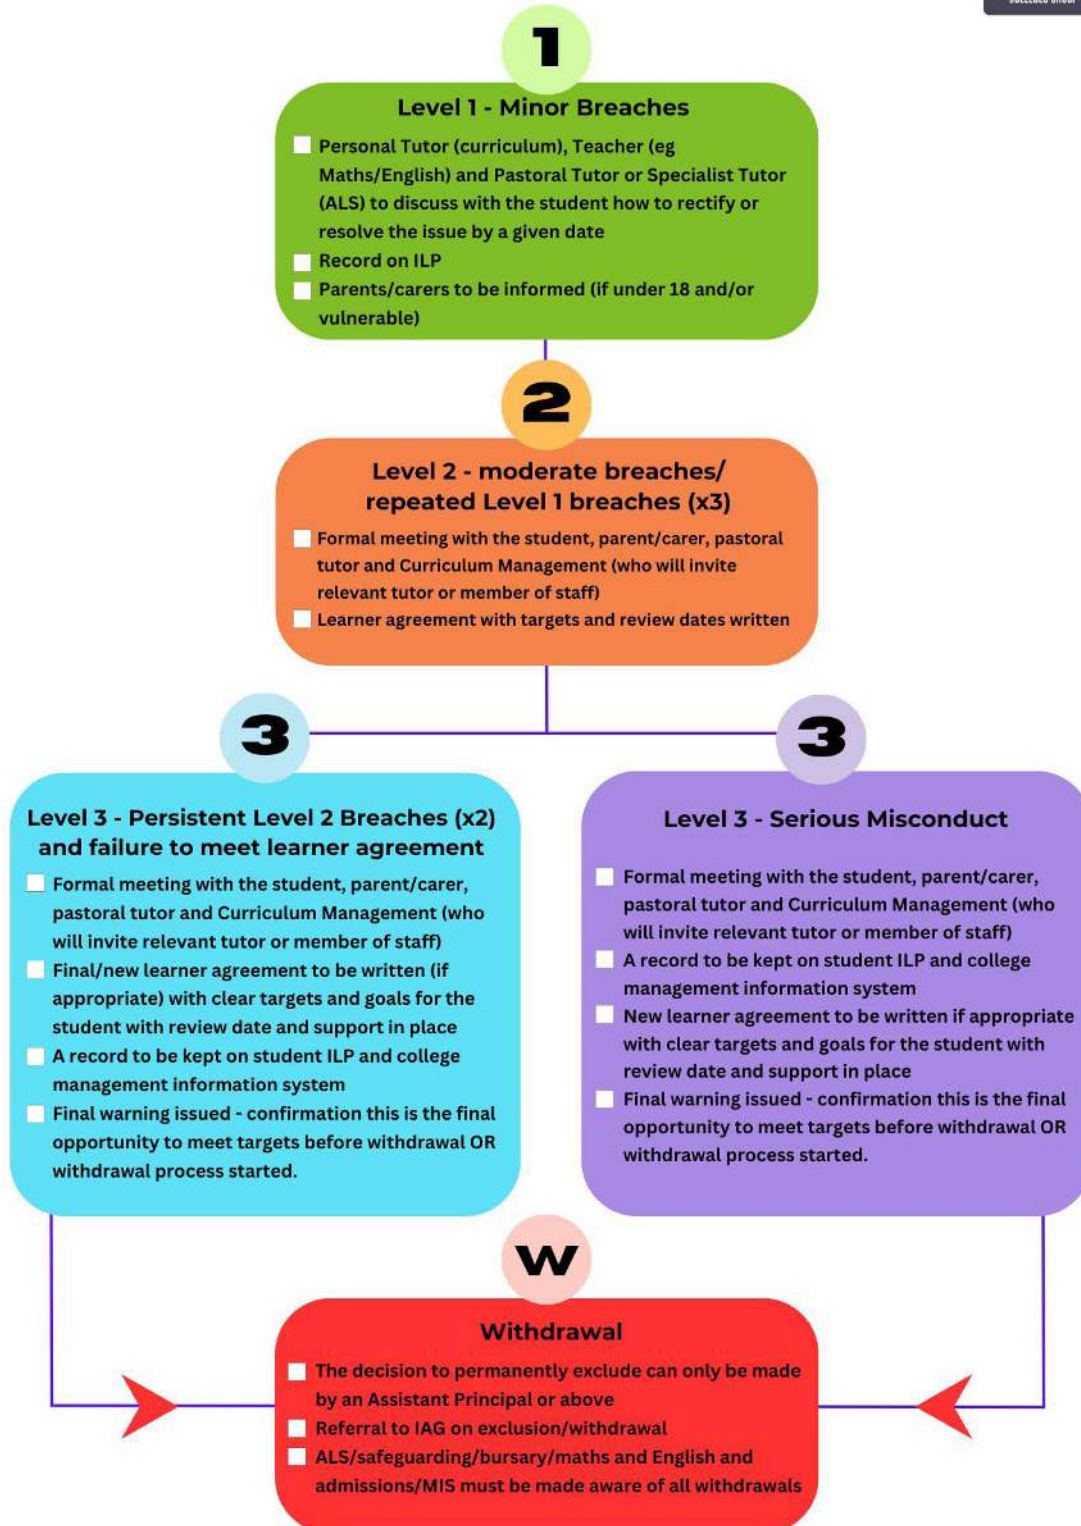 1
Level 1 - Minor Breaches
Personal Tutor (curriculum), Teacher (eg
Maths/English) and Pastoral Tutor or Specialist Tutor
(ALS) to discuss with the student how to rectify or
resolve the issue by a given date
Record on ILP
Parents/carers to be informed (if under 18 and/or
vulnerable)
2
Level 2 - moderate breaches/
repeated Level 1 breaches (x3)
Formal meeting with the student, parent/carer, pastoral
tutor and Curriculum Management (who will invite
relevant tutor or member of staff)
Learner agreement with targets and review dates written
3
Level 3 - Persistent Level 2 Breaches (x2)
and failure to meet learner agreement
Formal meeting with the student, parent/carer,
pastoral tutor and Curriculum Management (who
will invite relevant tutor or member of staff)
Final/new learner agreement to be written (if
appropriate) with clear targets and goals for the
student with review date and support in place
A record to be kept on student ILP and college
management information system
Final warning issued - confirmation this is the final
opportunity to meet targets before withdrawal OR
withdrawal process started.
3
Level 3 - Serious Misconduct
Formal meeting with the student, parent/carer,
pastoral tutor and Curriculum Management (who
will invite relevant tutor or member of staff)
A record to be kept on student ILP and college
management information system
New learner agreement to be written if appropriate
with clear targets and goals for the student with
review date and support in place
Final warning issued - confirmation this is the final
opportunity to meet targets before withdrawal OR
withdrawal process started.
W
Withdrawal
The decision to permanently exclude can only be made
by an Assistant Principal or above
Referral to IAG on exclusion/withdrawal
ALS/safeguarding/bursary/maths and English and
admissions/MIS must be made aware of all withdrawals